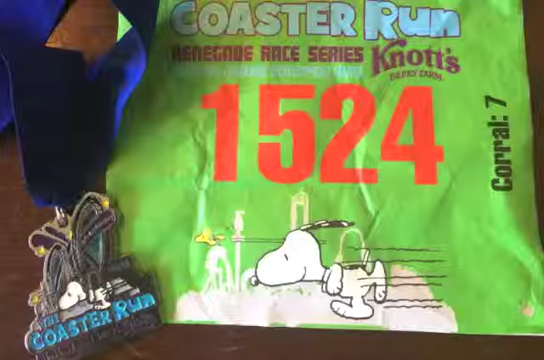 COASTER RUN
RENEGADE RACE SERIES
Knott's
BERRY FARM
1524
Corral: 7
THE
COASTER RUN